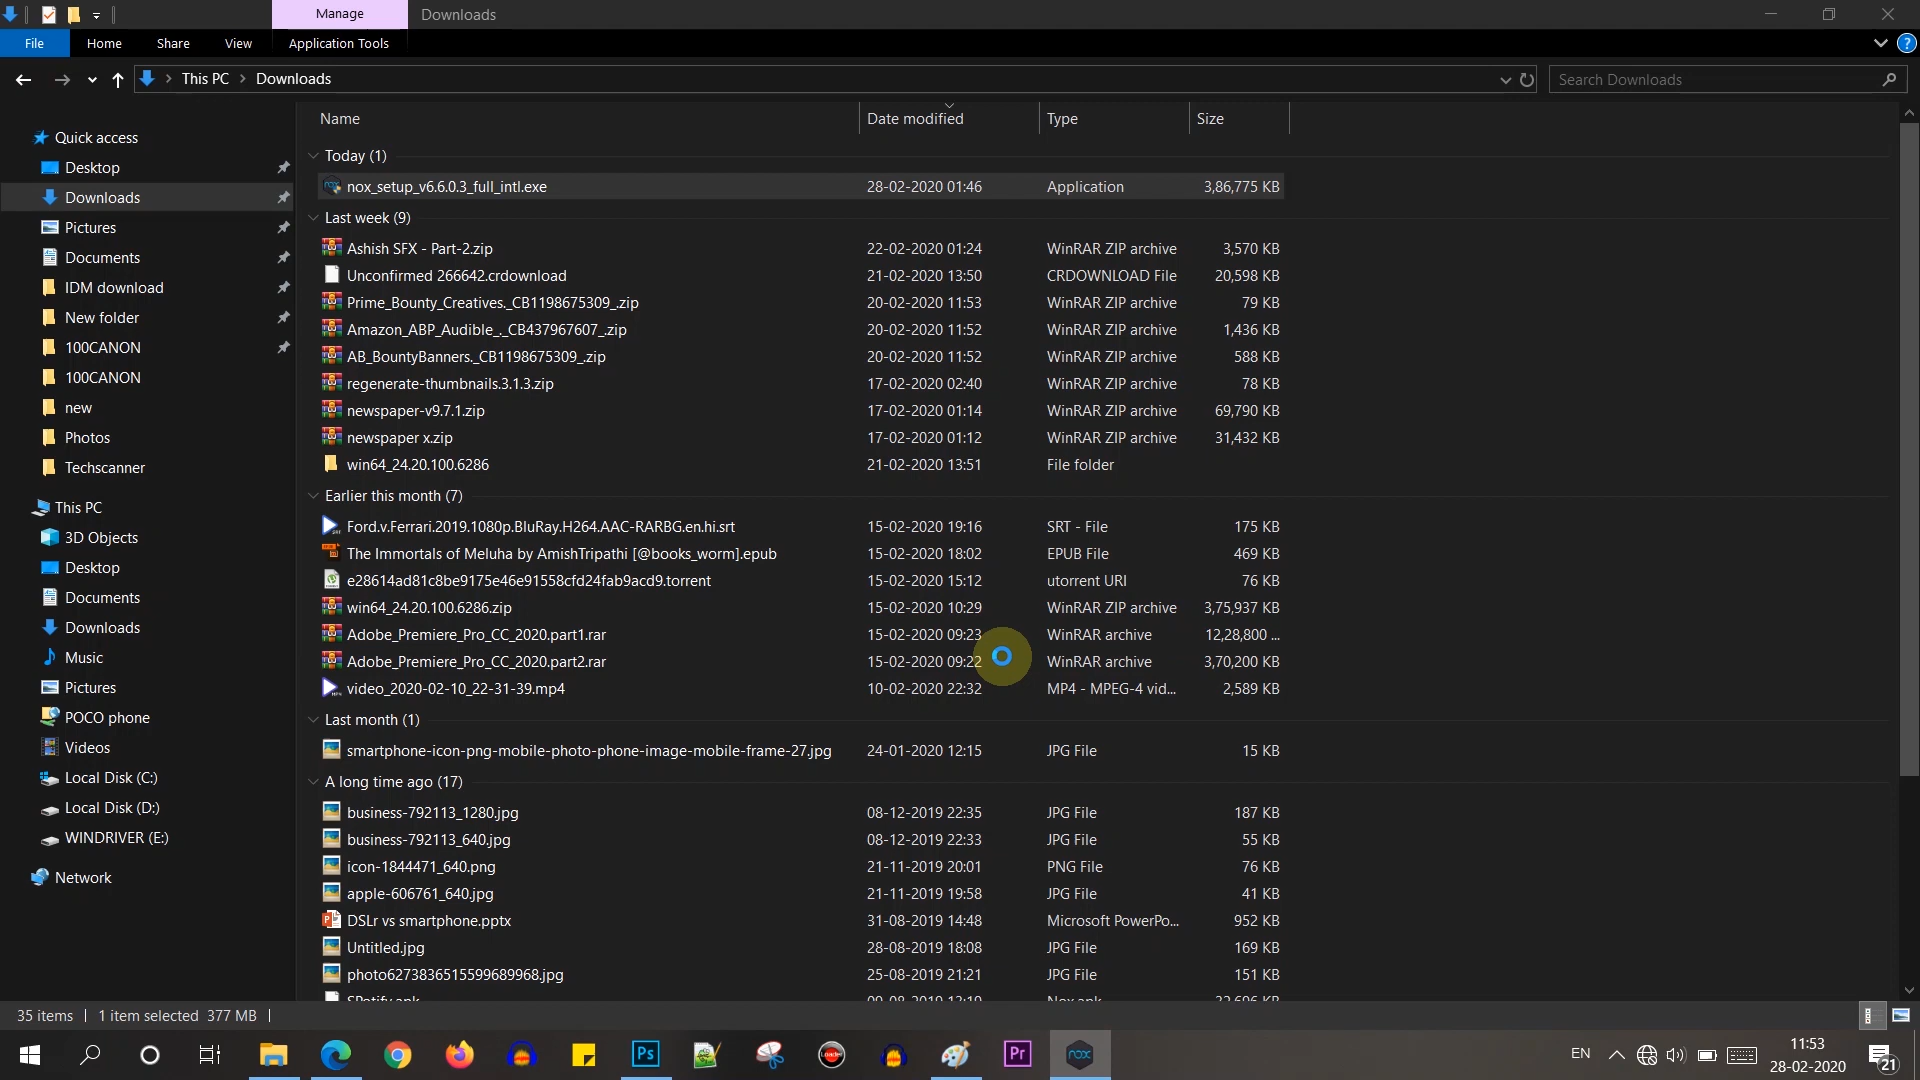 Manage
Downloads
File
Home
Share
View
Application Tools
This PC
Downloads
Search Downloads
Name
Date modified
Type
Size
Quick access
Desktop
Downloads
Pictures
Documents
IDM download
New folder
100CANON
100CANON
new
Photos
Techscanner
This PC
3D Objects
Desktop
Documents
Downloads
Music
Pictures
POCO phone
Videos
Local Disk (C:)
Local Disk (D:)
WINDRIVER (E:)
Network
Today (1)
nox_setup_v6.6.0.3_full_intl.exe 28-02-2020 01:46 Application 3,86,775 KB
Last week (9)
Ashish SFX - Part-2.zip 22-02-2020 01:24 WinRAR ZIP archive 3,570 KB
Unconfirmed 266642.crdownload 21-02-2020 13:50 CRDOWNLOAD File 20,598 KB
Prime_Bounty_Creatives._CB1198675309_.zip 20-02-2020 11:53 WinRAR ZIP archive 79 KB
Amazon_ABP_Audible_._CB437967607_.zip 20-02-2020 11:52 WinRAR ZIP archive 1,436 KB
AB_BountyBanners._CB1198675309_.zip 20-02-2020 11:52 WinRAR ZIP archive 588 KB
regenerate-thumbnails.3.1.3.zip 17-02-2020 02:40 WinRAR ZIP archive 78 KB
newspaper-v9.7.1.zip 17-02-2020 01:14 WinRAR ZIP archive 69,790 KB
newspaper x.zip 17-02-2020 01:12 WinRAR ZIP archive 31,432 KB
win64_24.20.100.6286 21-02-2020 13:51 File folder
Earlier this month (7)
Ford.v.Ferrari.2019.1080p.BluRay.H264.AAC-RARBG.en.hi.srt 15-02-2020 19:16 SRT - File 175 KB
The Immortals of Meluha by AmishTripathi [@books_worm].epub 15-02-2020 18:02 EPUB File 469 KB
e28614ad81c8be9175e46e91558cfd24fab9acd9.torrent 15-02-2020 15:12 utorrent URI 76 KB
win64_24.20.100.6286.zip 15-02-2020 10:29 WinRAR ZIP archive 3,75,937 KB
Adobe_Premiere_Pro_CC_2020.part1.rar 15-02-2020 09:23 WinRAR archive 12,28,800 ...
Adobe_Premiere_Pro_CC_2020.part2.rar 15-02-2020 09:22 WinRAR archive 3,70,200 KB
video_2020-02-10_22-31-39.mp4 10-02-2020 22:32 MP4 - MPEG-4 vid... 2,589 KB
Last month (1)
smartphone-icon-png-mobile-photo-phone-image-mobile-frame-27.jpg 24-01-2020 12:15 JPG File 15 KB
A long time ago (17)
business-792113_1280.jpg 08-12-2019 22:35 JPG File 187 KB
business-792113_640.jpg 08-12-2019 22:33 JPG File 55 KB
icon-1844471_640.png 21-11-2019 20:01 PNG File 76 KB
apple-606761_640.jpg 21-11-2019 19:58 JPG File 41 KB
DSLr vs smartphone.pptx 31-08-2019 14:48 Microsoft PowerPo... 952 KB
Untitled.jpg 28-08-2019 18:08 JPG File 169 KB
photo6273836515599689968.jpg 25-08-2019 21:21 JPG File 151 KB
35 items
1 item selected 377 MB
Ps
Loader
Pr
nox
EN
11:53
28-02-2020
21